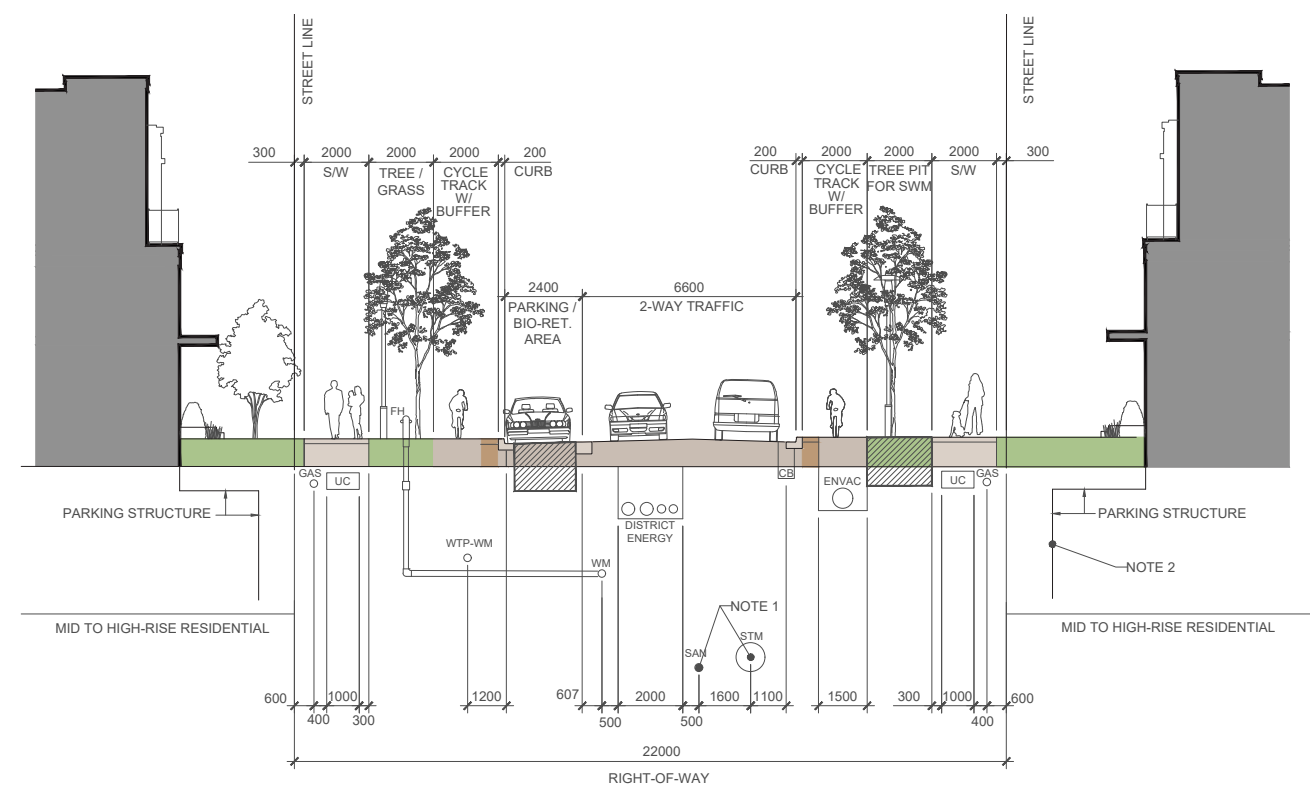 STREET LINE
STREET LINE
300 2000 2000 2000 200 200 2000 2000 2000 300
S/W
TREE /
GRASS
CYCLE
TRACK
W/
BUFFER
CURB
CURB
CYCLE
TRACK
W/
BUFFER
TREE PIT
FOR SWM
S/W
2400 6600
PARKING /
BIO-RET.
AREA
2-WAY TRAFFIC
FH
GAS
UC
CB
ENVAC
UC
GAS
PARKING STRUCTURE
DISTRICT
ENERGY
PARKING STRUCTURE
WTP-WM
WM
NOTE 2
NOTE 1
MID TO HIGH-RISE RESIDENTIAL
SAN
STM
MID TO HIGH-RISE RESIDENTIAL
600 1000 1200 607 2000 1600 1100 1500 300 1000 600
400 300 500 500 400
22000
RIGHT-OF-WAY